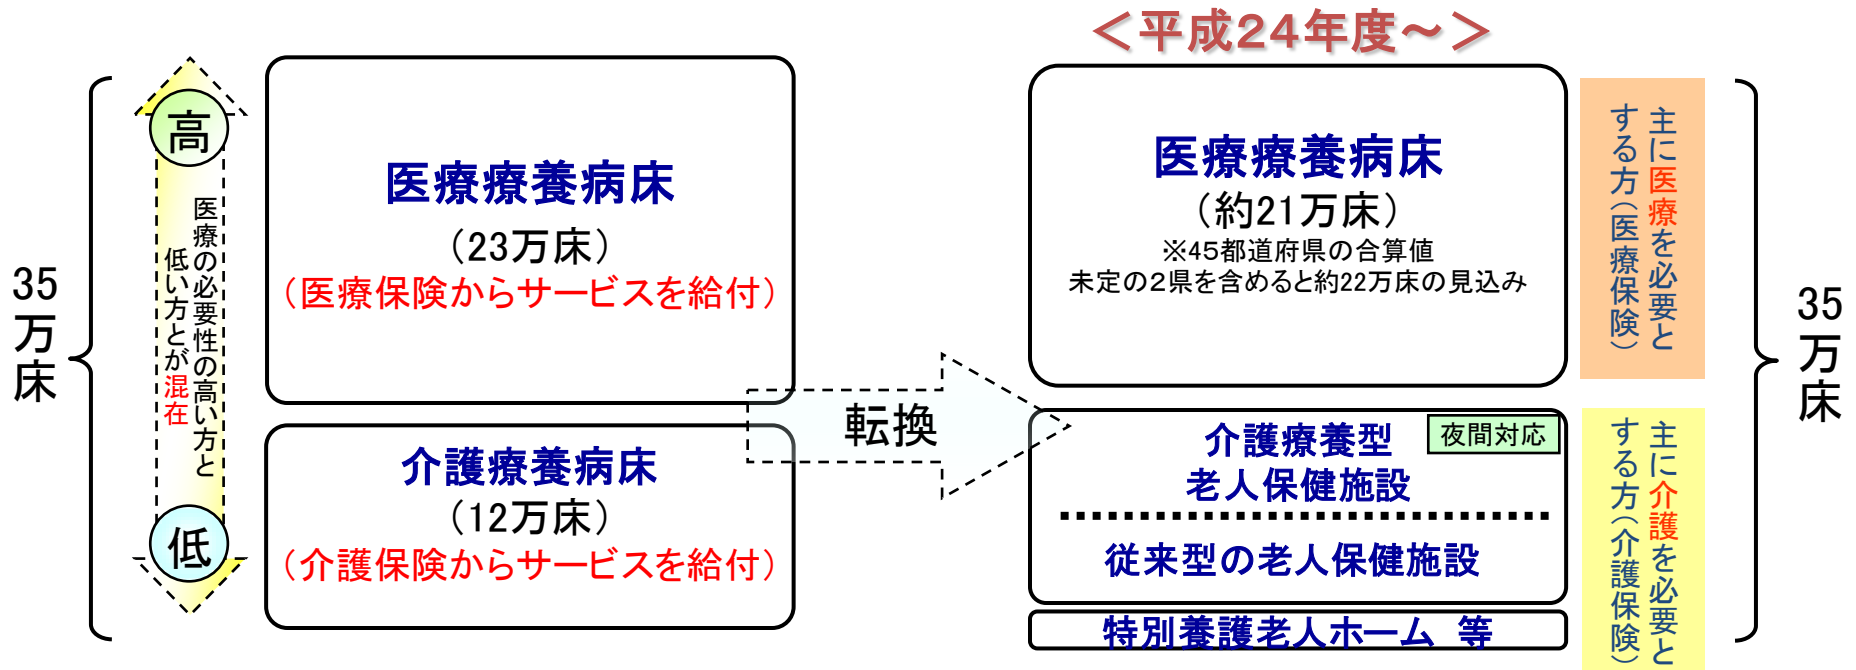 ＜平成２４年度～＞
35
万
床
高
医療の必要性の高い方と
低い方とが混在
低
医療療養病床
（23万床）
（医療保険からサービスを給付）
介護療養病床
（12万床）
（介護保険からサービスを給付）
転換
医療療養病床
（約21万床）
※45都道府県の合算値
未定の２県を含めると約22万床の見込み
介護療養型
老人保健施設
夜間対応
従来型の老人保健施設
特別養護老人ホーム 等
主に医療を必要と
する方（医療保険）
主に介護を必要と
する方（介護保険）
35
万
床